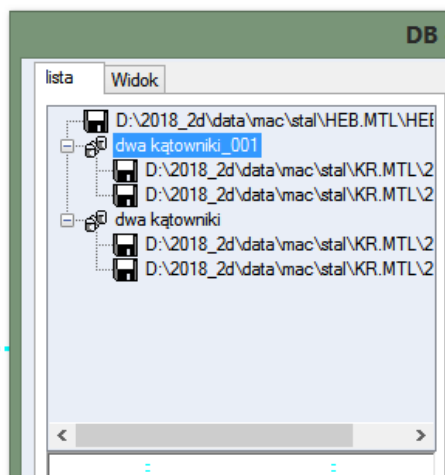 DB
lista Widok
D:\2018_2d\data\mac\stal\HEB.MTL\HEE
dwa kątowniki_001
D:\2018_2d\data\mac\stal\KR.MTL\2
D:\2018_2d\data\mac\stal\KR.MTL\2
dwa kątowniki
D:\2018_2d\data\mac\stal\KR.MTL\2
D:\2018_2d\data\mac\stal\KR.MTL\2